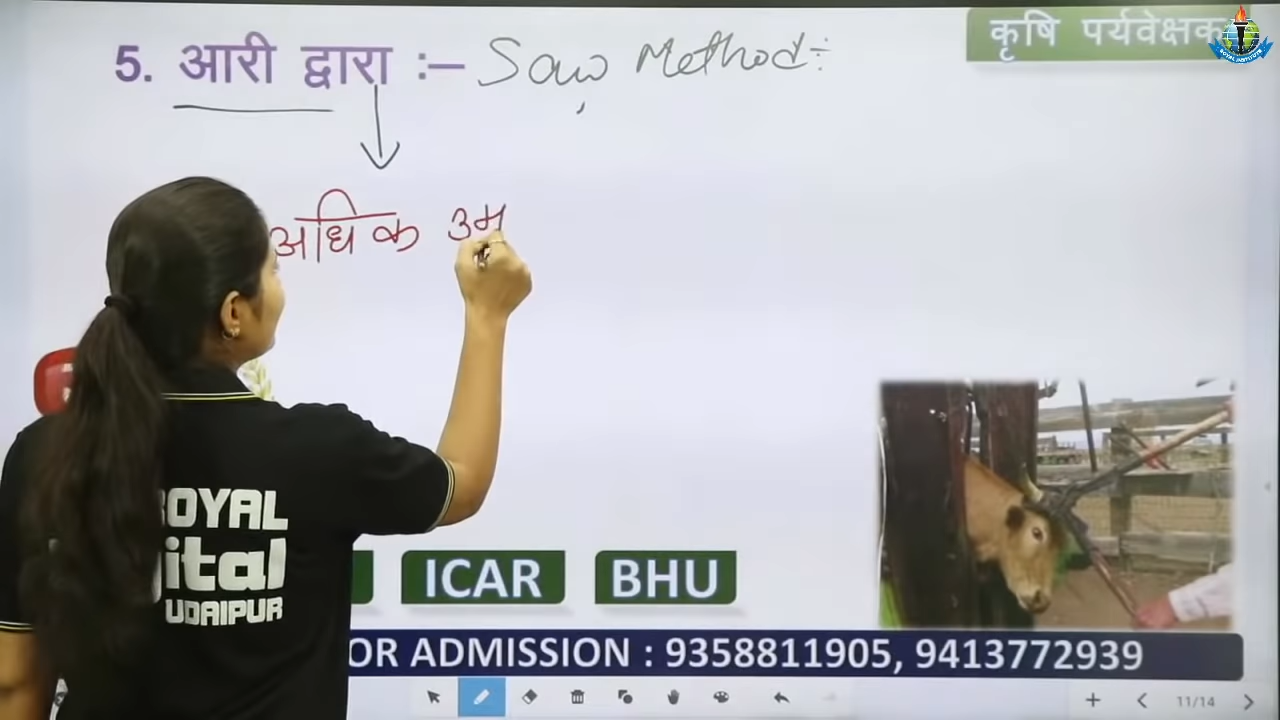 5. आरी द्वारा :– Saw Method :-
कृषि पर्यवेक्षक
अधिक उम
ROYAL
UDAIPUR
ICAR
BHU
OR ADMISSION : 9358811905, 9413772939
11/14